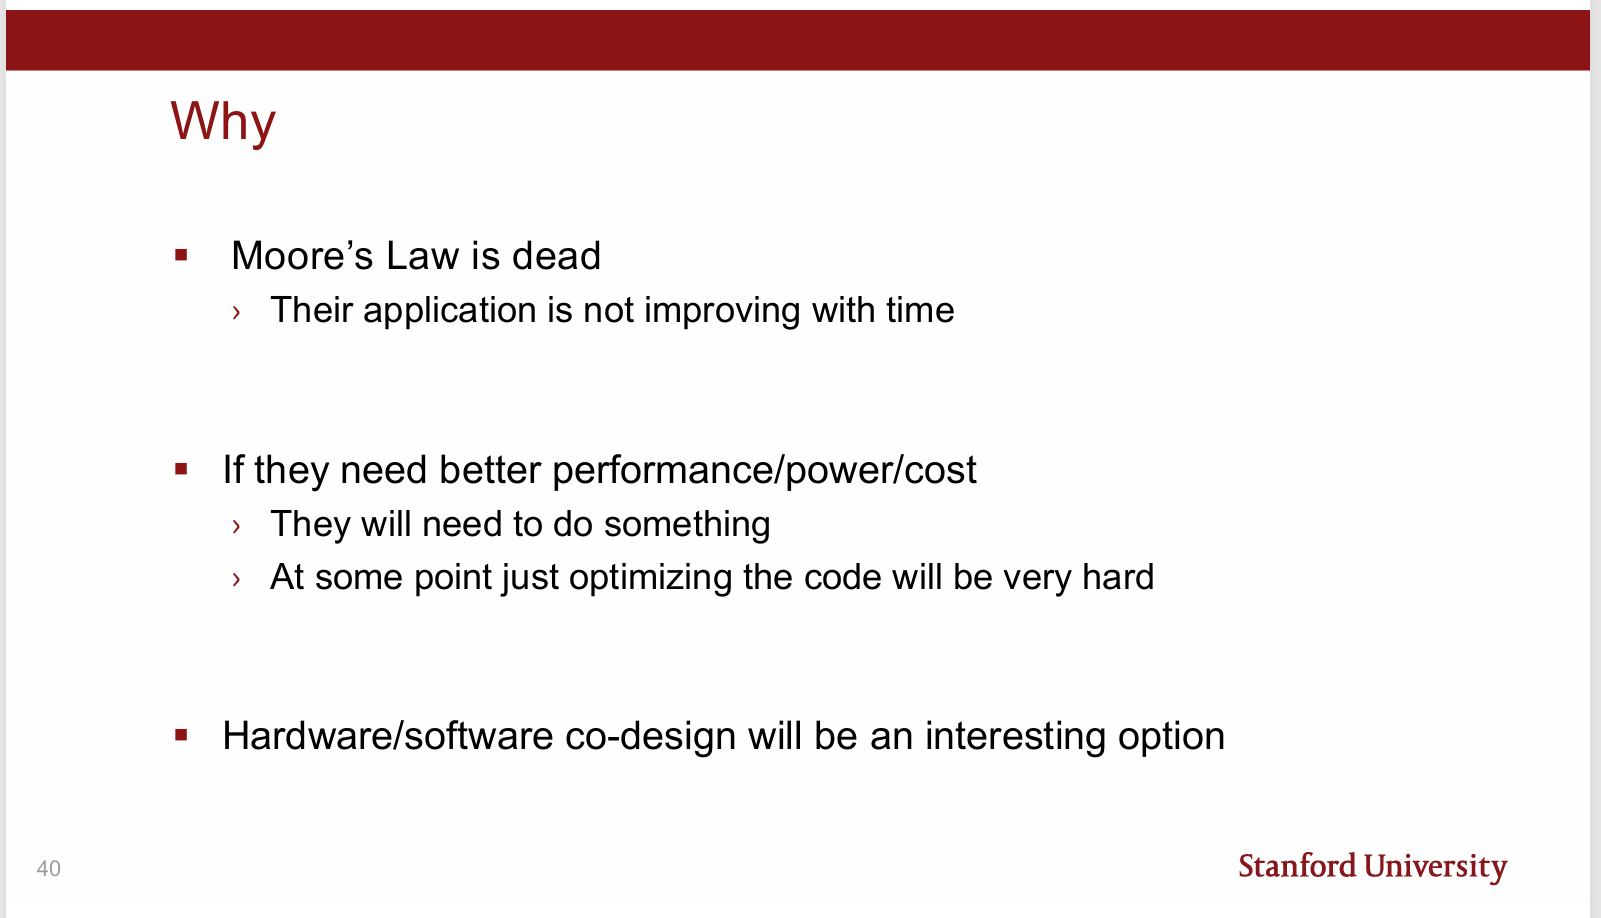 Why
▪ Moore’s Law is dead
› Their application is not improving with time
▪ If they need better performance/power/cost
› They will need to do something
› At some point just optimizing the code will be very hard
▪ Hardware/software co-design will be an interesting option
40
Stanford University